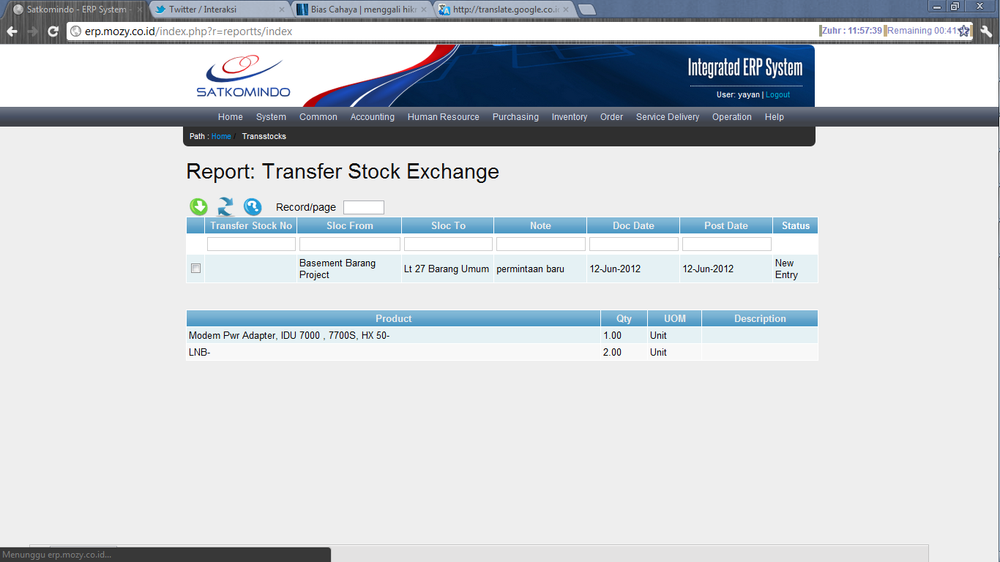 Satkomindo - ERP System -
Twitter / Interaksi
Bias Cahaya | menggali hikr
http://translate.google.co.id
erp.mozy.co.id/index.php?r=reportts/index
Zuhr : 11:57:39
Remaining 00:41:
SATKOMINDO
Integrated ERP System
User: yayan | Logout
Home System Common Accounting Human Resource Purchasing Inventory Order Service Delivery Operation Help
Path : Home / Transstocks
Report: Transfer Stock Exchange
Record/page
Transfer Stock No Sloc From Sloc To Note Doc Date Post Date Status
Basement Barang Project Lt 27 Barang Umum permintaan baru 12-Jun-2012 12-Jun-2012 New Entry
Product Qty UOM Description
Modem Pwr Adapter, IDU 7000 , 7700S, HX 50- 1.00 Unit
LNB- 2.00 Unit
Menunggu erp.mozy.co.id...